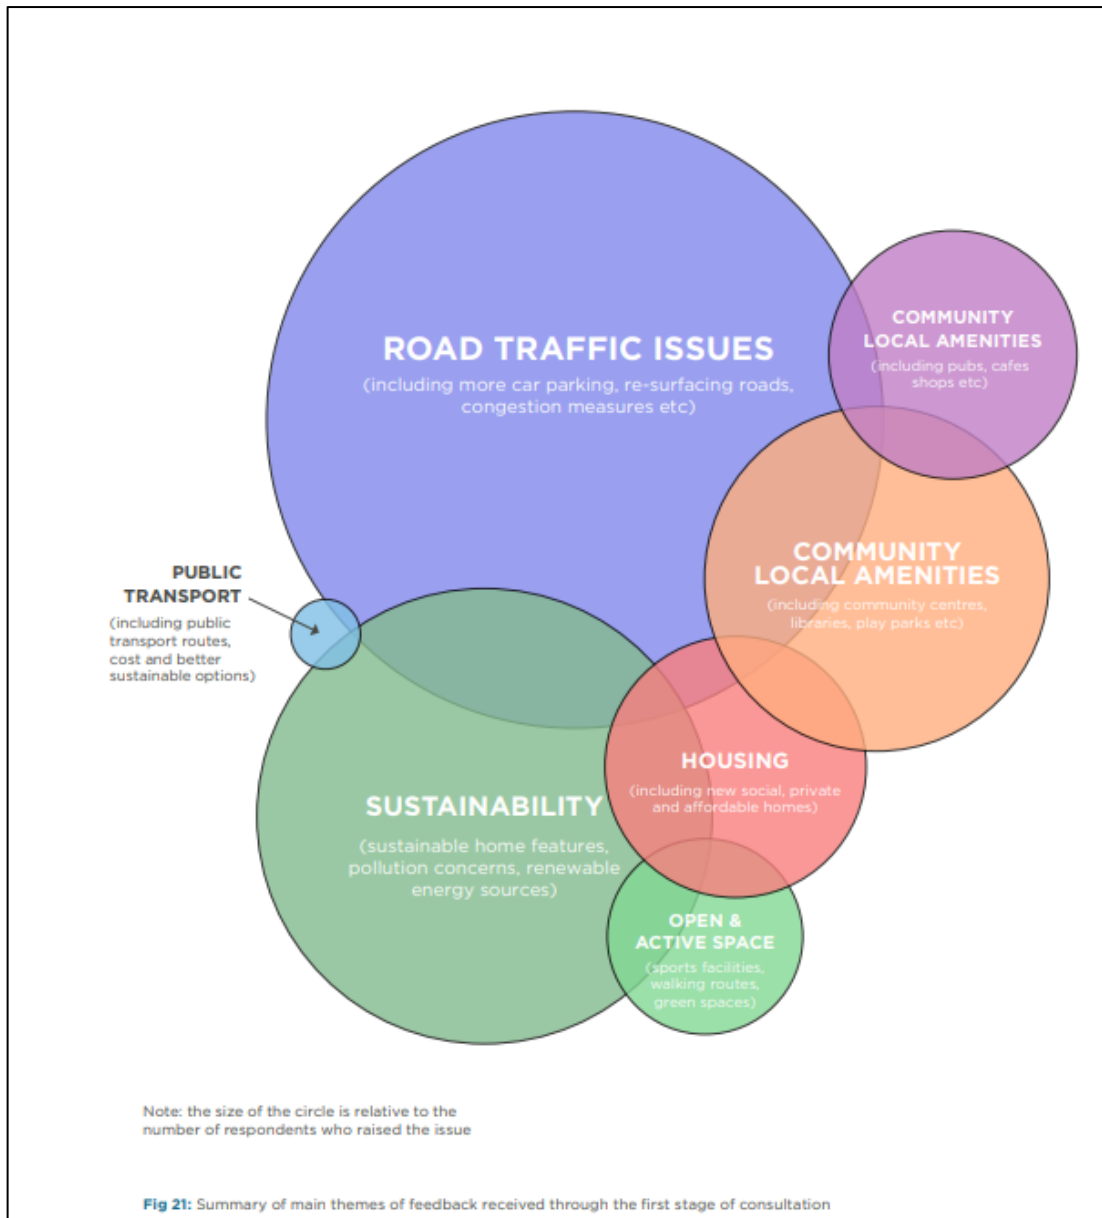 ROAD TRAFFIC ISSUES
(including more car parking, re-surfacing roads,
congestion measures etc)
COMMUNITY
LOCAL AMENITIES
(including pubs, cafes
shops etc)
COMMUNITY
LOCAL AMENITIES
(including community centres,
libraries, play parks etc)
PUBLIC
TRANSPORT
(including public
transport routes,
cost and better
sustainable options)
HOUSING
(including new social, private
and affordable homes)
SUSTAINABILITY
(sustainable home features,
pollution concerns, renewable
energy sources)
OPEN &
ACTIVE SPACE
(sports facilities,
walking routes,
green spaces)
Note: the size of the circle is relative to the
number of respondents who raised the issue
Fig 21: Summary of main themes of feedback received through the first stage of consultation